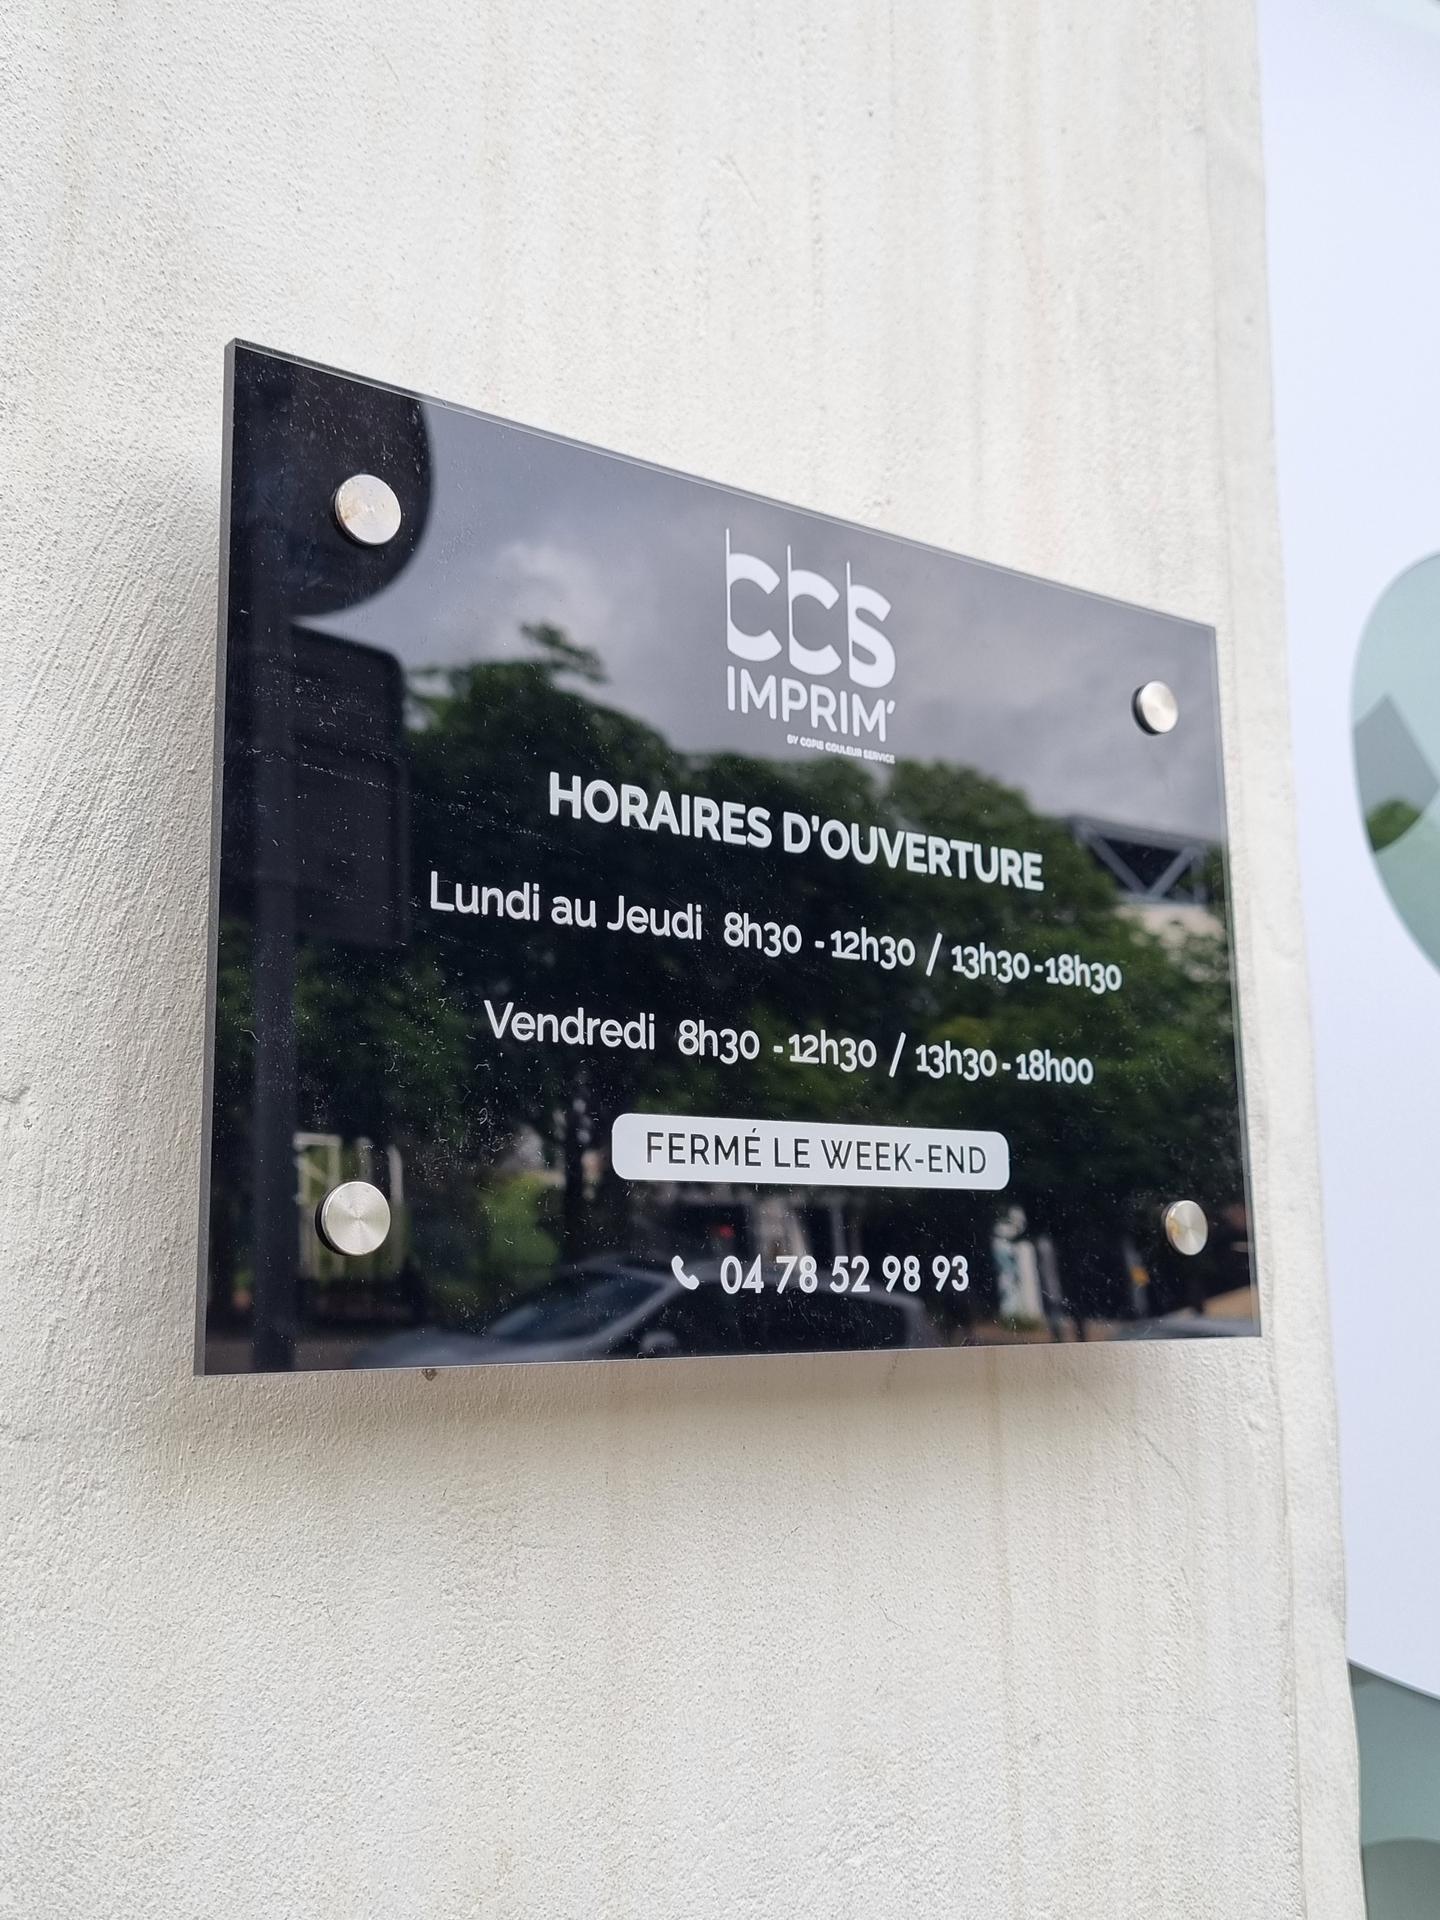 CCS
IMPRIM'
BY COPIE COULEUR SERVICE
HORAIRES D'OUVERTURE
Lundi au Jeudi 8h30 - 12h30 / 13h30 - 18h30
Vendredi 8h30 - 12h30 / 13h30 - 18h00
FERMÉ LE WEEK-END
04 78 52 98 93